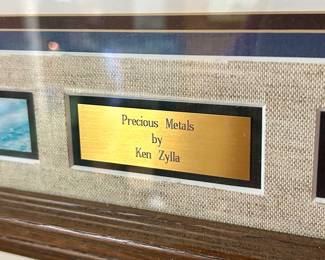 Precious Metals
by
Ken Zylla